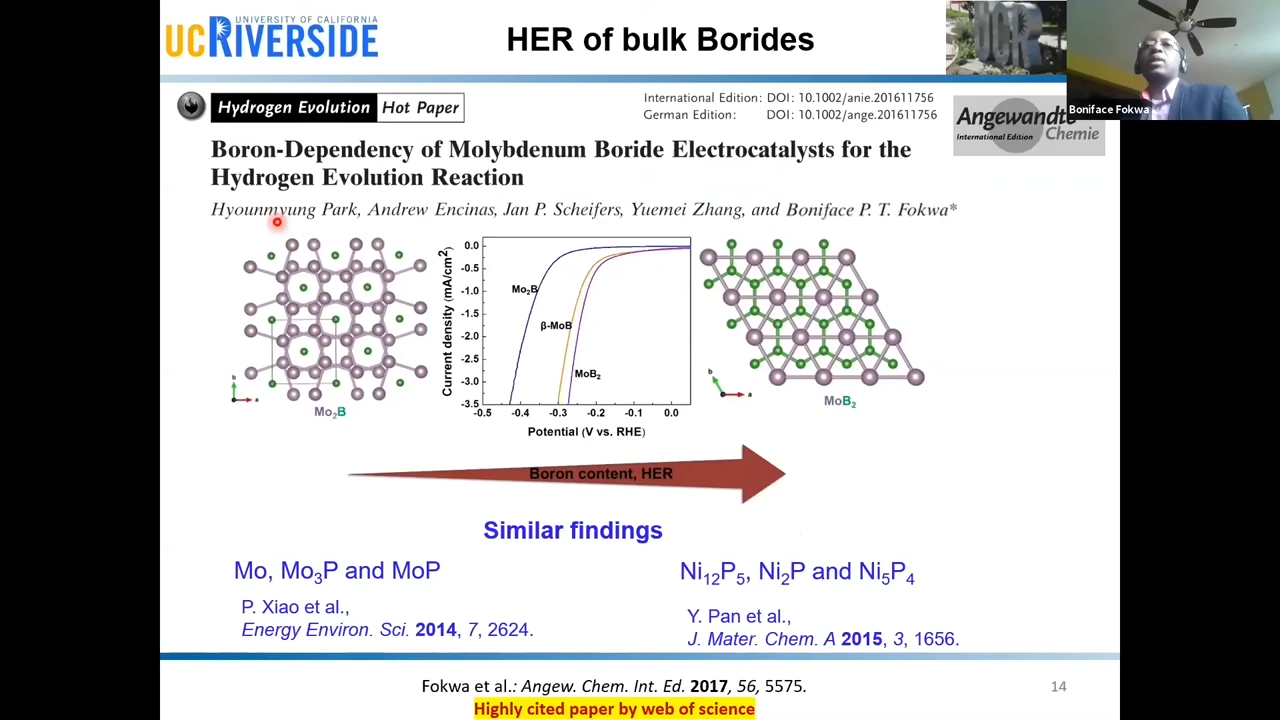 UNIVERSITY OF CALIFORNIA
UCRIVERSIDE
HER of bulk Borides
UCR
Boniface Fokwa
Hydrogen Evolution Hot Paper
International Edition: DOI: 10.1002/anie.201611756
German Edition: DOI: 10.1002/ange.201611756
Angewandte
International Edition Chemie
Boron-Dependency of Molybdenum Boride Electrocatalysts for the
Hydrogen Evolution Reaction
Hyounmyung Park, Andrew Encinas, Jan P. Scheifers, Yuemei Zhang, and Boniface P. T. Fokwa*
b
a
Mo₂B
Current density (mA/cm²)
0.0
-0.5
-1.0
-1.5
-2.0
-2.5
-3.0
-3.5
Mo₂B
β-MoB
MoB₂
-0.5 -0.4 -0.3 -0.2 -0.1 0.0
Potential (V vs. RHE)
b
a
MoB₂
Boron content, HER
Similar findings
Mo, Mo₃P and MoP
P. Xiao et al.,
Energy Environ. Sci. 2014, 7, 2624.
Ni₁₂P₅, Ni₂P and Ni₅P₄
Y. Pan et al.,
J. Mater. Chem. A 2015, 3, 1656.
Fokwa et al.: Angew. Chem. Int. Ed. 2017, 56, 5575.
Highly cited paper by web of science
14